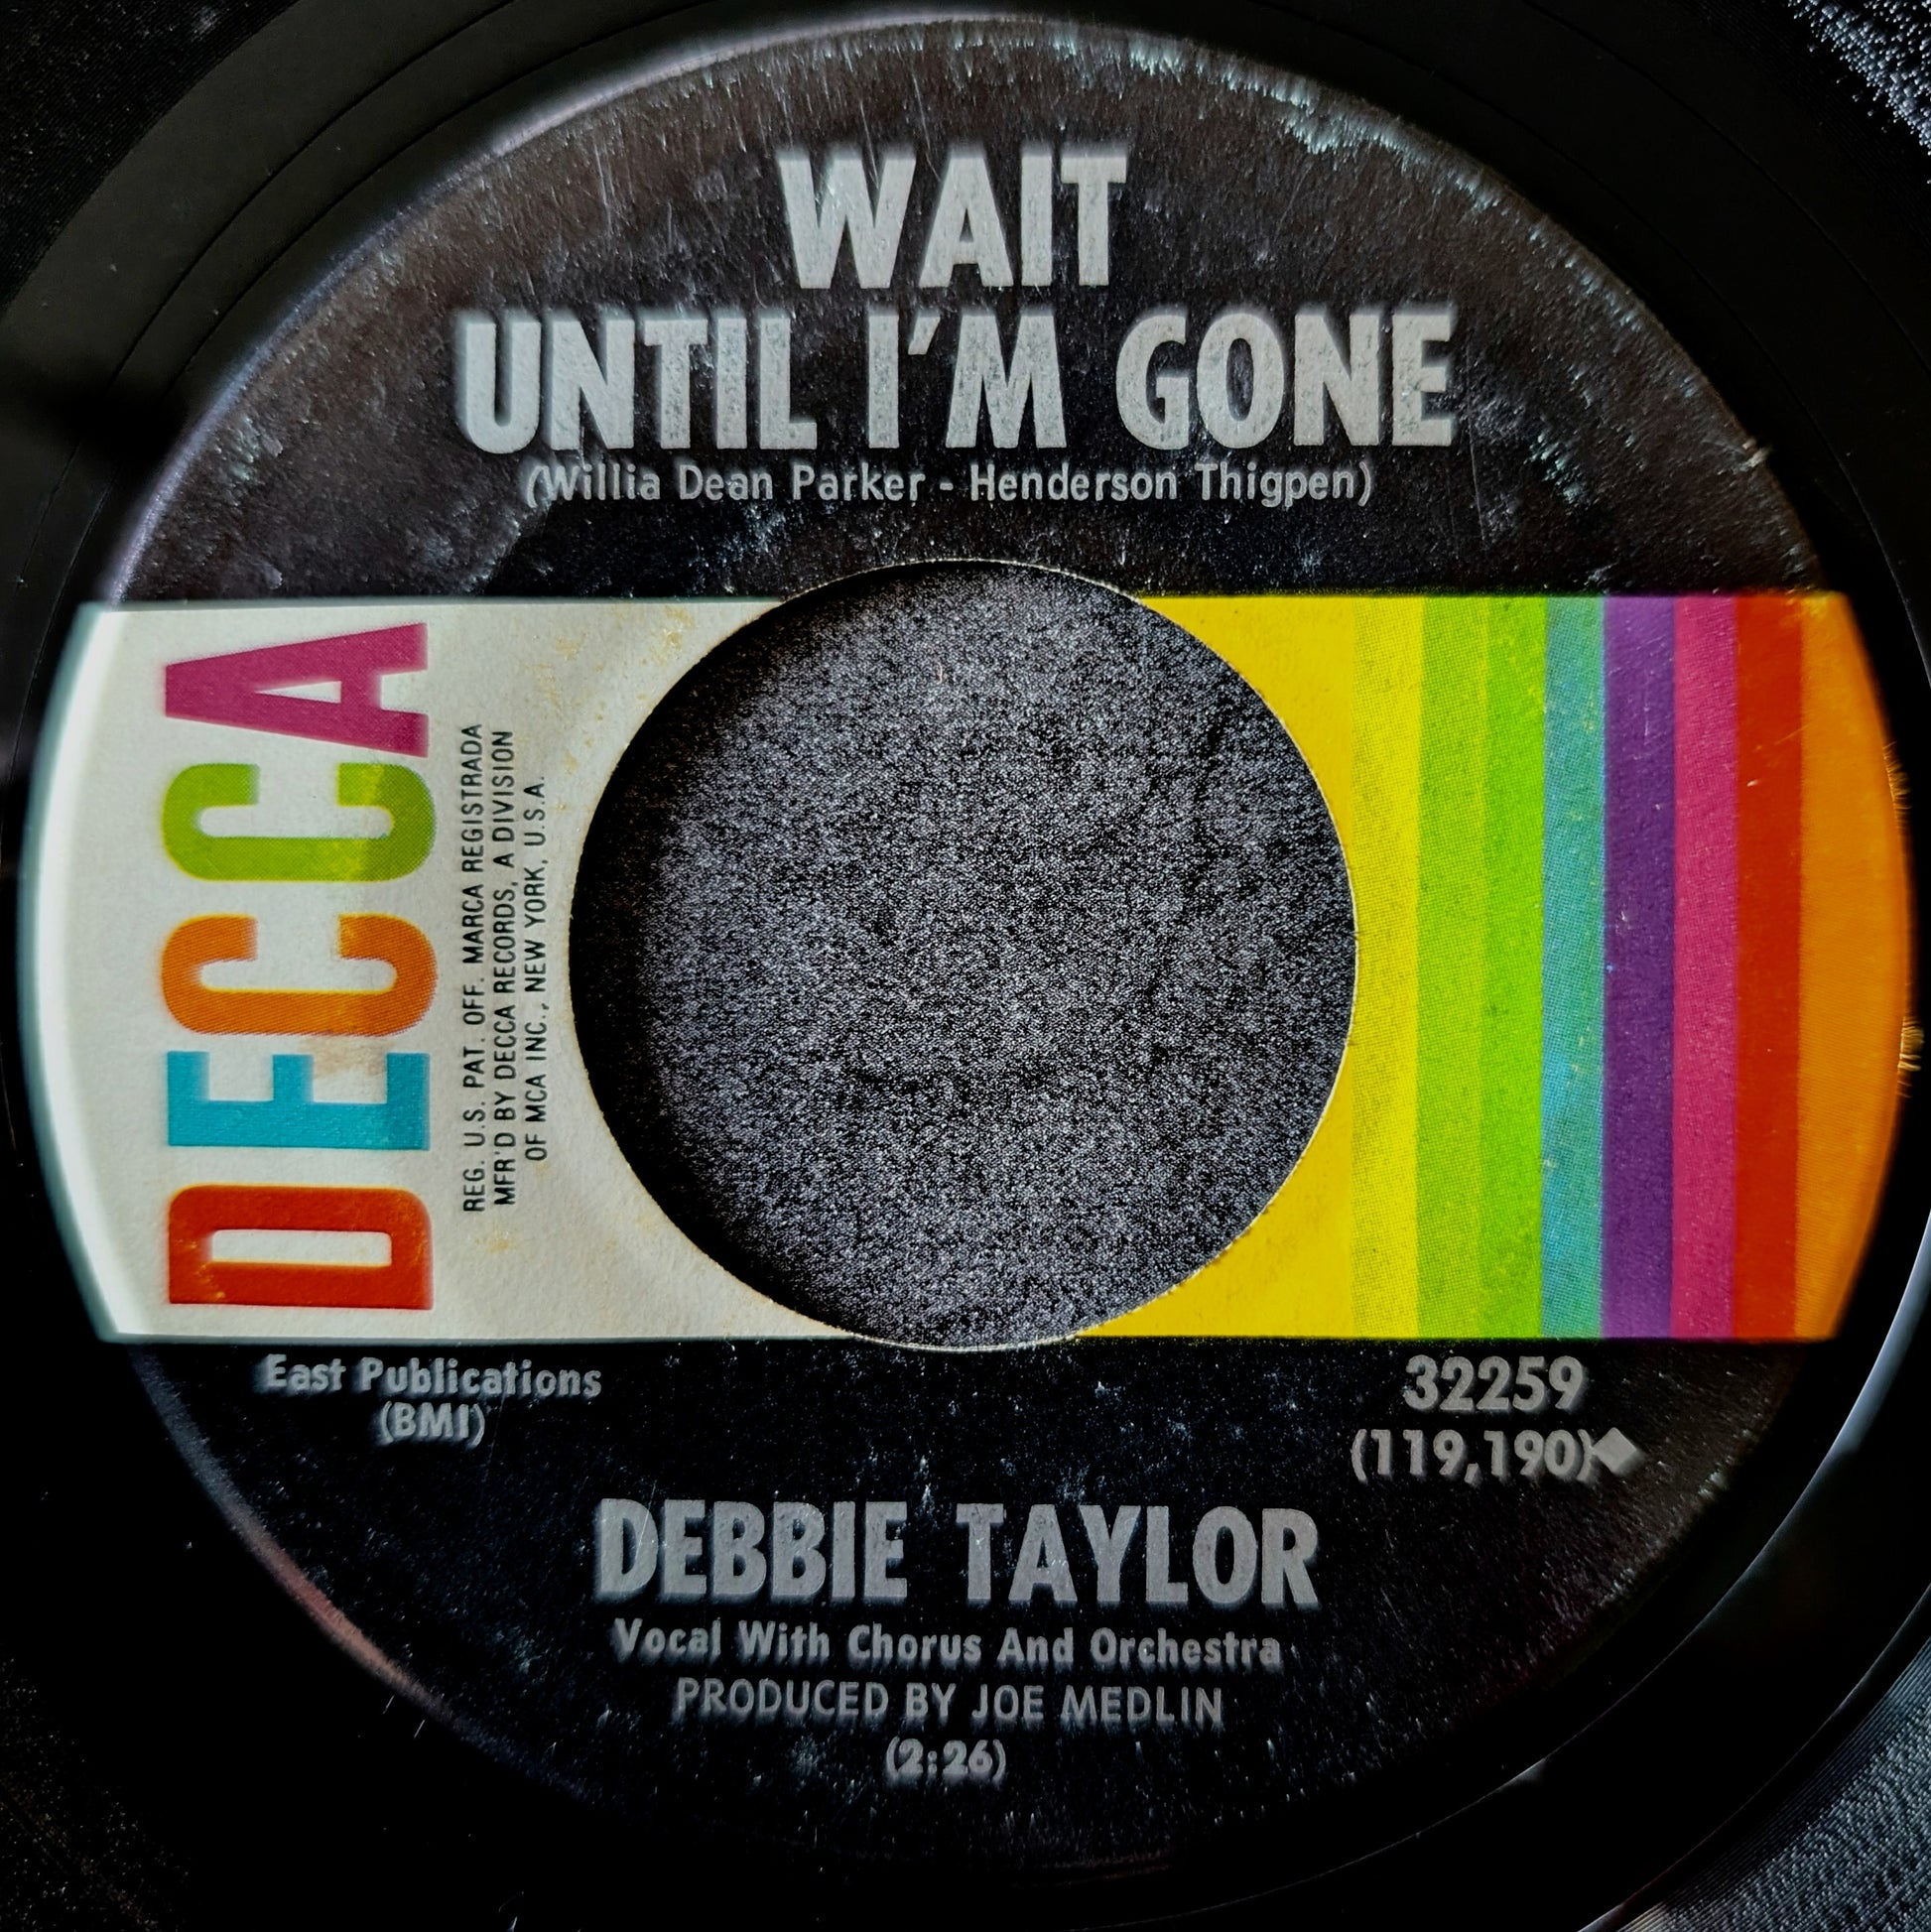 WAIT
UNTIL I'M GONE
(Willia Dean Parker - Henderson Thigpen)
DECCA
REG. U.S. PAT. OFF. MARCA REGISTRADA
MFR'D BY DECCA RECORDS, A DIVISION
OF MCA INC., NEW YORK, U.S.A.
East Publications
(BMI)
32259
(119,190)◆
DEBBIE TAYLOR
Vocal With Chorus And Orchestra
PRODUCED BY JOE MEDLIN
(2:26)